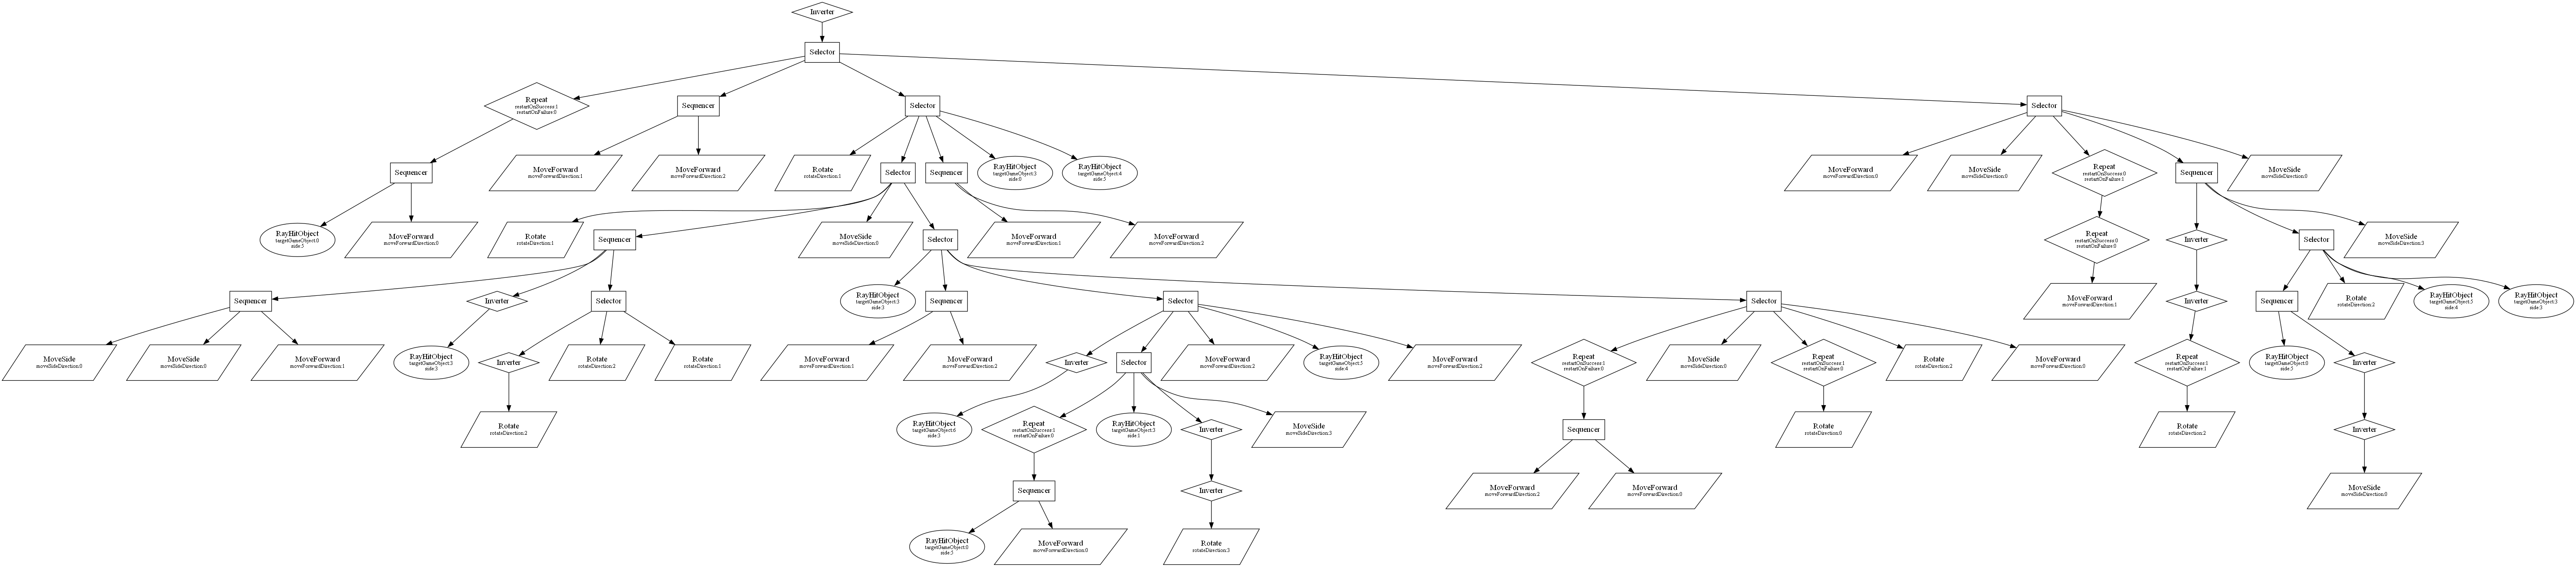 Inverter
Selector
Repeat
restartOnSuccess:1
restartOnFailure:0
Sequencer
Selector
Selector
Sequencer
MoveForward
moveForwardDirection:1
MoveForward
moveForwardDirection:2
Rotate
rotateDirection:1
Selector
Sequencer
RayHitObject
targetGameObject:3
side:0
RayHitObject
targetGameObject:4
side:5
MoveForward
moveForwardDirection:0
MoveSide
moveSideDirection:0
Repeat
restartOnSuccess:0
restartOnFailure:1
Sequencer
MoveSide
moveSideDirection:0
RayHitObject
targetGameObject:0
side:5
MoveForward
moveForwardDirection:0
Rotate
rotateDirection:1
Sequencer
MoveSide
moveSideDirection:0
Selector
MoveForward
moveForwardDirection:1
MoveForward
moveForwardDirection:2
Repeat
restartOnSuccess:0
restartOnFailure:0
Inverter
Selector
MoveSide
moveSideDirection:3
Sequencer
Inverter
Selector
RayHitObject
targetGameObject:3
side:3
Sequencer
Selector
Selector
MoveForward
moveForwardDirection:1
Inverter
Sequencer
Rotate
rotateDirection:2
RayHitObject
targetGameObject:3
side:4
RayHitObject
targetGameObject:3
side:3
MoveSide
moveSideDirection:0
MoveSide
moveSideDirection:0
MoveForward
moveForwardDirection:1
RayHitObject
targetGameObject:3
side:3
Inverter
Rotate
rotateDirection:2
Rotate
rotateDirection:1
MoveForward
moveForwardDirection:1
MoveForward
moveForwardDirection:2
Inverter
Selector
MoveForward
moveForwardDirection:2
RayHitObject
targetGameObject:5
side:4
MoveForward
moveForwardDirection:2
Repeat
restartOnSuccess:1
restartOnFailure:0
MoveSide
moveSideDirection:0
Repeat
restartOnSuccess:1
restartOnFailure:0
Rotate
rotateDirection:2
MoveForward
moveForwardDirection:0
Repeat
restartOnSuccess:1
restartOnFailure:1
RayHitObject
targetGameObject:0
side:5
Inverter
Rotate
rotateDirection:2
RayHitObject
targetGameObject:6
side:3
Repeat
restartOnSuccess:1
restartOnFailure:0
RayHitObject
targetGameObject:3
side:1
Inverter
MoveSide
moveSideDirection:3
Sequencer
Rotate
rotateDirection:0
Rotate
rotateDirection:2
Inverter
Sequencer
Inverter
MoveForward
moveForwardDirection:2
MoveForward
moveForwardDirection:0
MoveSide
moveSideDirection:0
RayHitObject
targetGameObject:0
side:5
MoveForward
moveForwardDirection:0
Rotate
rotateDirection:3